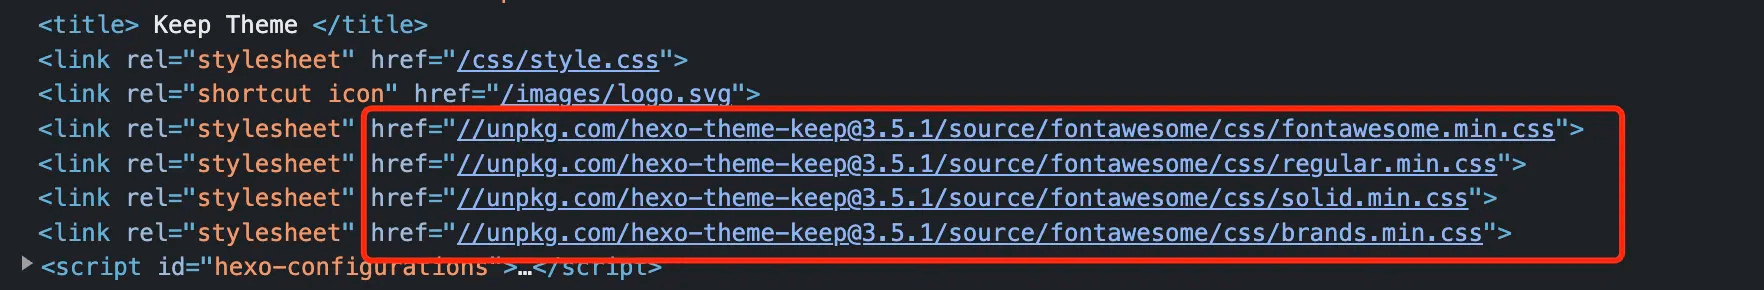 <title> Keep Theme </title>
<link rel="stylesheet" href="/css/style.css">
<link rel="shortcut icon" href="/images/logo.svg">
<link rel="stylesheet" href="//unpkg.com/hexo-theme-keep@3.5.1/source/fontawesome/css/fontawesome.min.css">
<link rel="stylesheet" href="//unpkg.com/hexo-theme-keep@3.5.1/source/fontawesome/css/regular.min.css">
<link rel="stylesheet" href="//unpkg.com/hexo-theme-keep@3.5.1/source/fontawesome/css/solid.min.css">
<link rel="stylesheet" href="//unpkg.com/hexo-theme-keep@3.5.1/source/fontawesome/css/brands.min.css">
<script id="hexo-configurations">…</script>